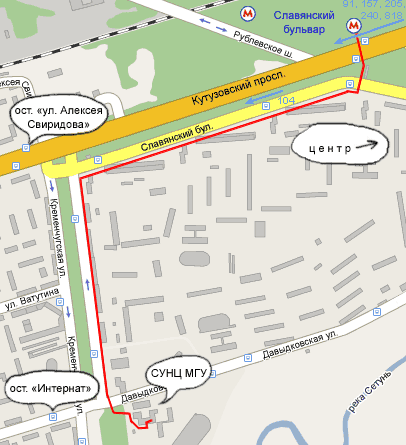 91, 157, 205,
240, 818
Славянский
бульвар
Рублевское ш.
Кутузовский просп.
ост. «ул. Алексея
Свиридова»
104
Славянский бул.
центр
Кременчугская ул.
ул. Ватутина
Кременчугская
Давыдковская ул.
СУНЦ МГУ
ост. «Интернат»
река Сетунь